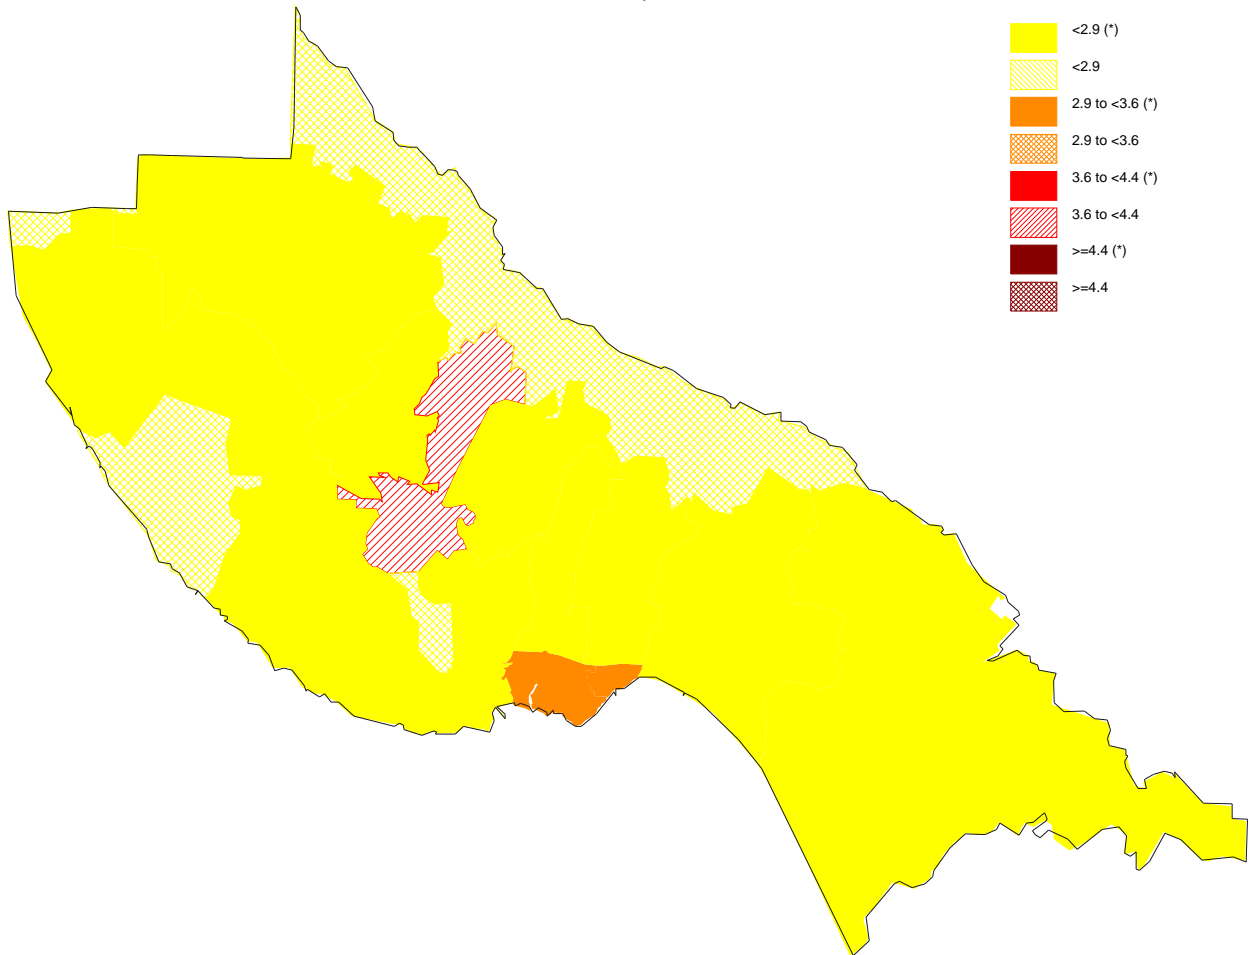 <2.9 (*)
<2.9
2.9 to <3.6 (*)
2.9 to <3.6
3.6 to <4.4 (*)
3.6 to <4.4
>=4.4 (*)
>=4.4